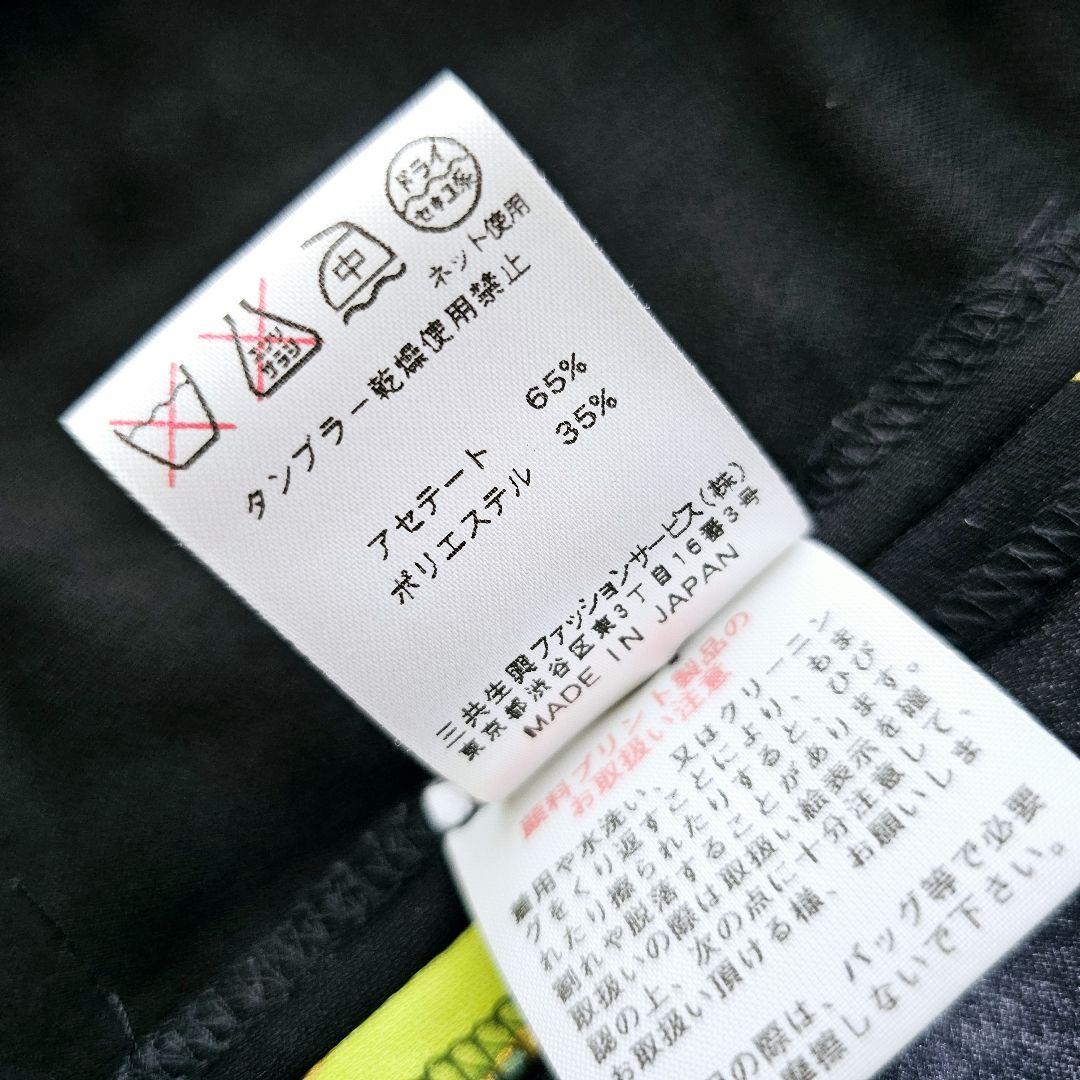 ドライ
セキユ系
中
エンソ
サラシ
ネット使用
タンブラー乾燥使用禁止
アセテート 65%
ポリエステル 35%
三共生興ファッションサービス(株)
東京都渋谷区東3丁目16番3号
MADE IN JAPAN
顔料プリント製品の
お取扱い注意
着用や水洗い、又はクリーニン
グをくり返すことにより、もま
れたり擦られたりすると、ひび
割れや脱落することがあります。
取扱いの際は取扱い絵表示を確
認の上、次の点に十分注意して、
お取扱い頂ける様、お願いしま
の際は、バッグ等で必要
摩擦しないで下さい。